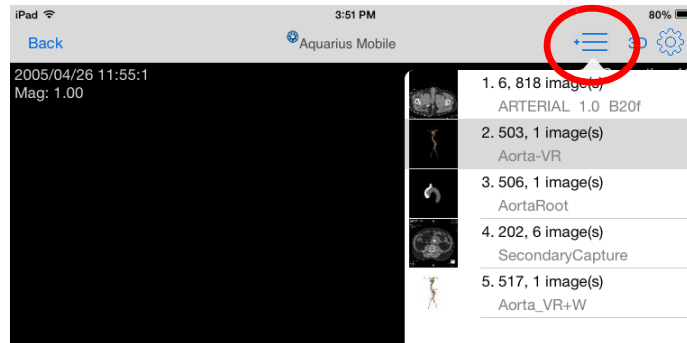 iPad 3:51 PM 80%
Back Aquarius Mobile 3D
2005/04/26 11:55:1
Mag: 1.00
1. 6, 818 image(s)
ARTERIAL 1.0 B20f
2. 503, 1 image(s)
Aorta-VR
3. 506, 1 image(s)
AortaRoot
4. 202, 6 image(s)
SecondaryCapture
5. 517, 1 image(s)
Aorta_VR+W